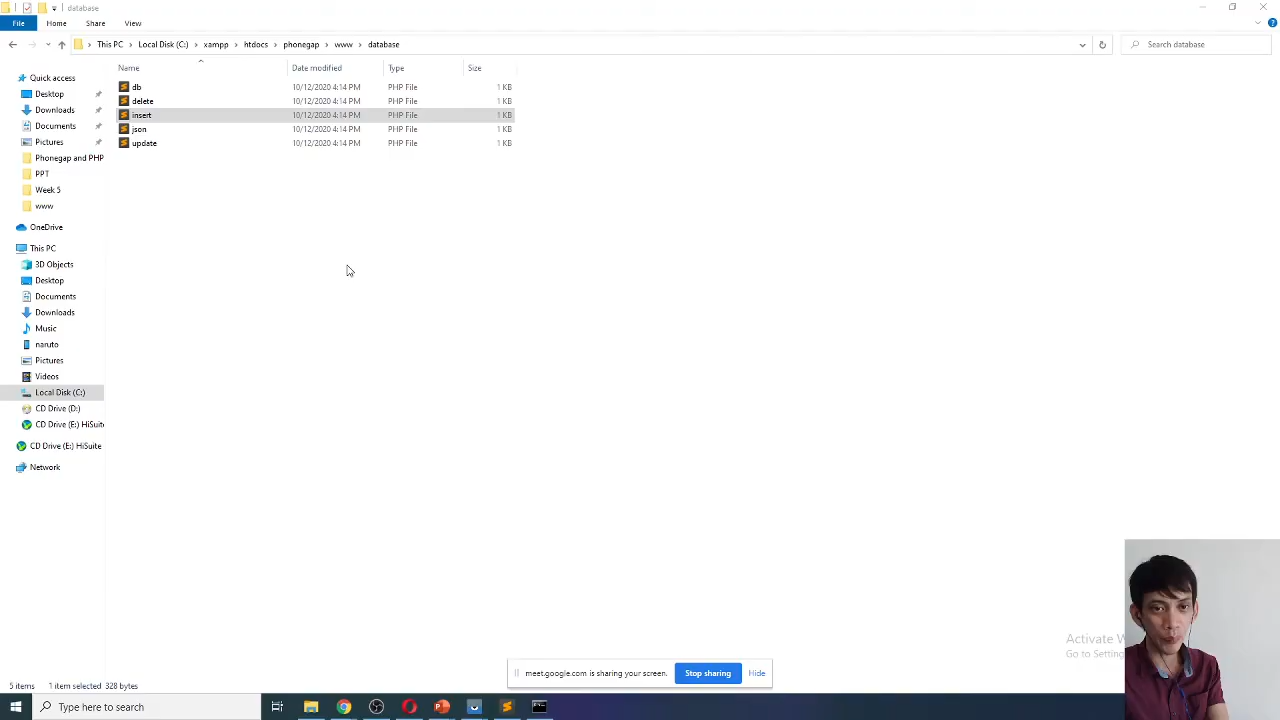 database
File Home Share View
This PC Local Disk (C:) xampp htdocs phonegap www database
Search database
Name Date modified Type Size
db 10/12/2020 4:14 PM PHP File 1 KB
delete 10/12/2020 4:14 PM PHP File 1 KB
insert 10/12/2020 4:14 PM PHP File 1 KB
json 10/12/2020 4:14 PM PHP File 1 KB
update 10/12/2020 4:14 PM PHP File 1 KB
Quick access
Desktop
Downloads
Documents
Pictures
Phonegap and PHP
PPT
Week 5
www
OneDrive
This PC
3D Objects
Desktop
Documents
Downloads
Music
naruto
Pictures
Videos
Local Disk (C:)
CD Drive (D:)
CD Drive (E:) HiSuite
CD Drive (E:) HiSuite
Network
Activate W
Go to Setting
meet.google.com is sharing your screen. Stop sharing Hide
5 items 1 item selected 328 bytes
Type here to search